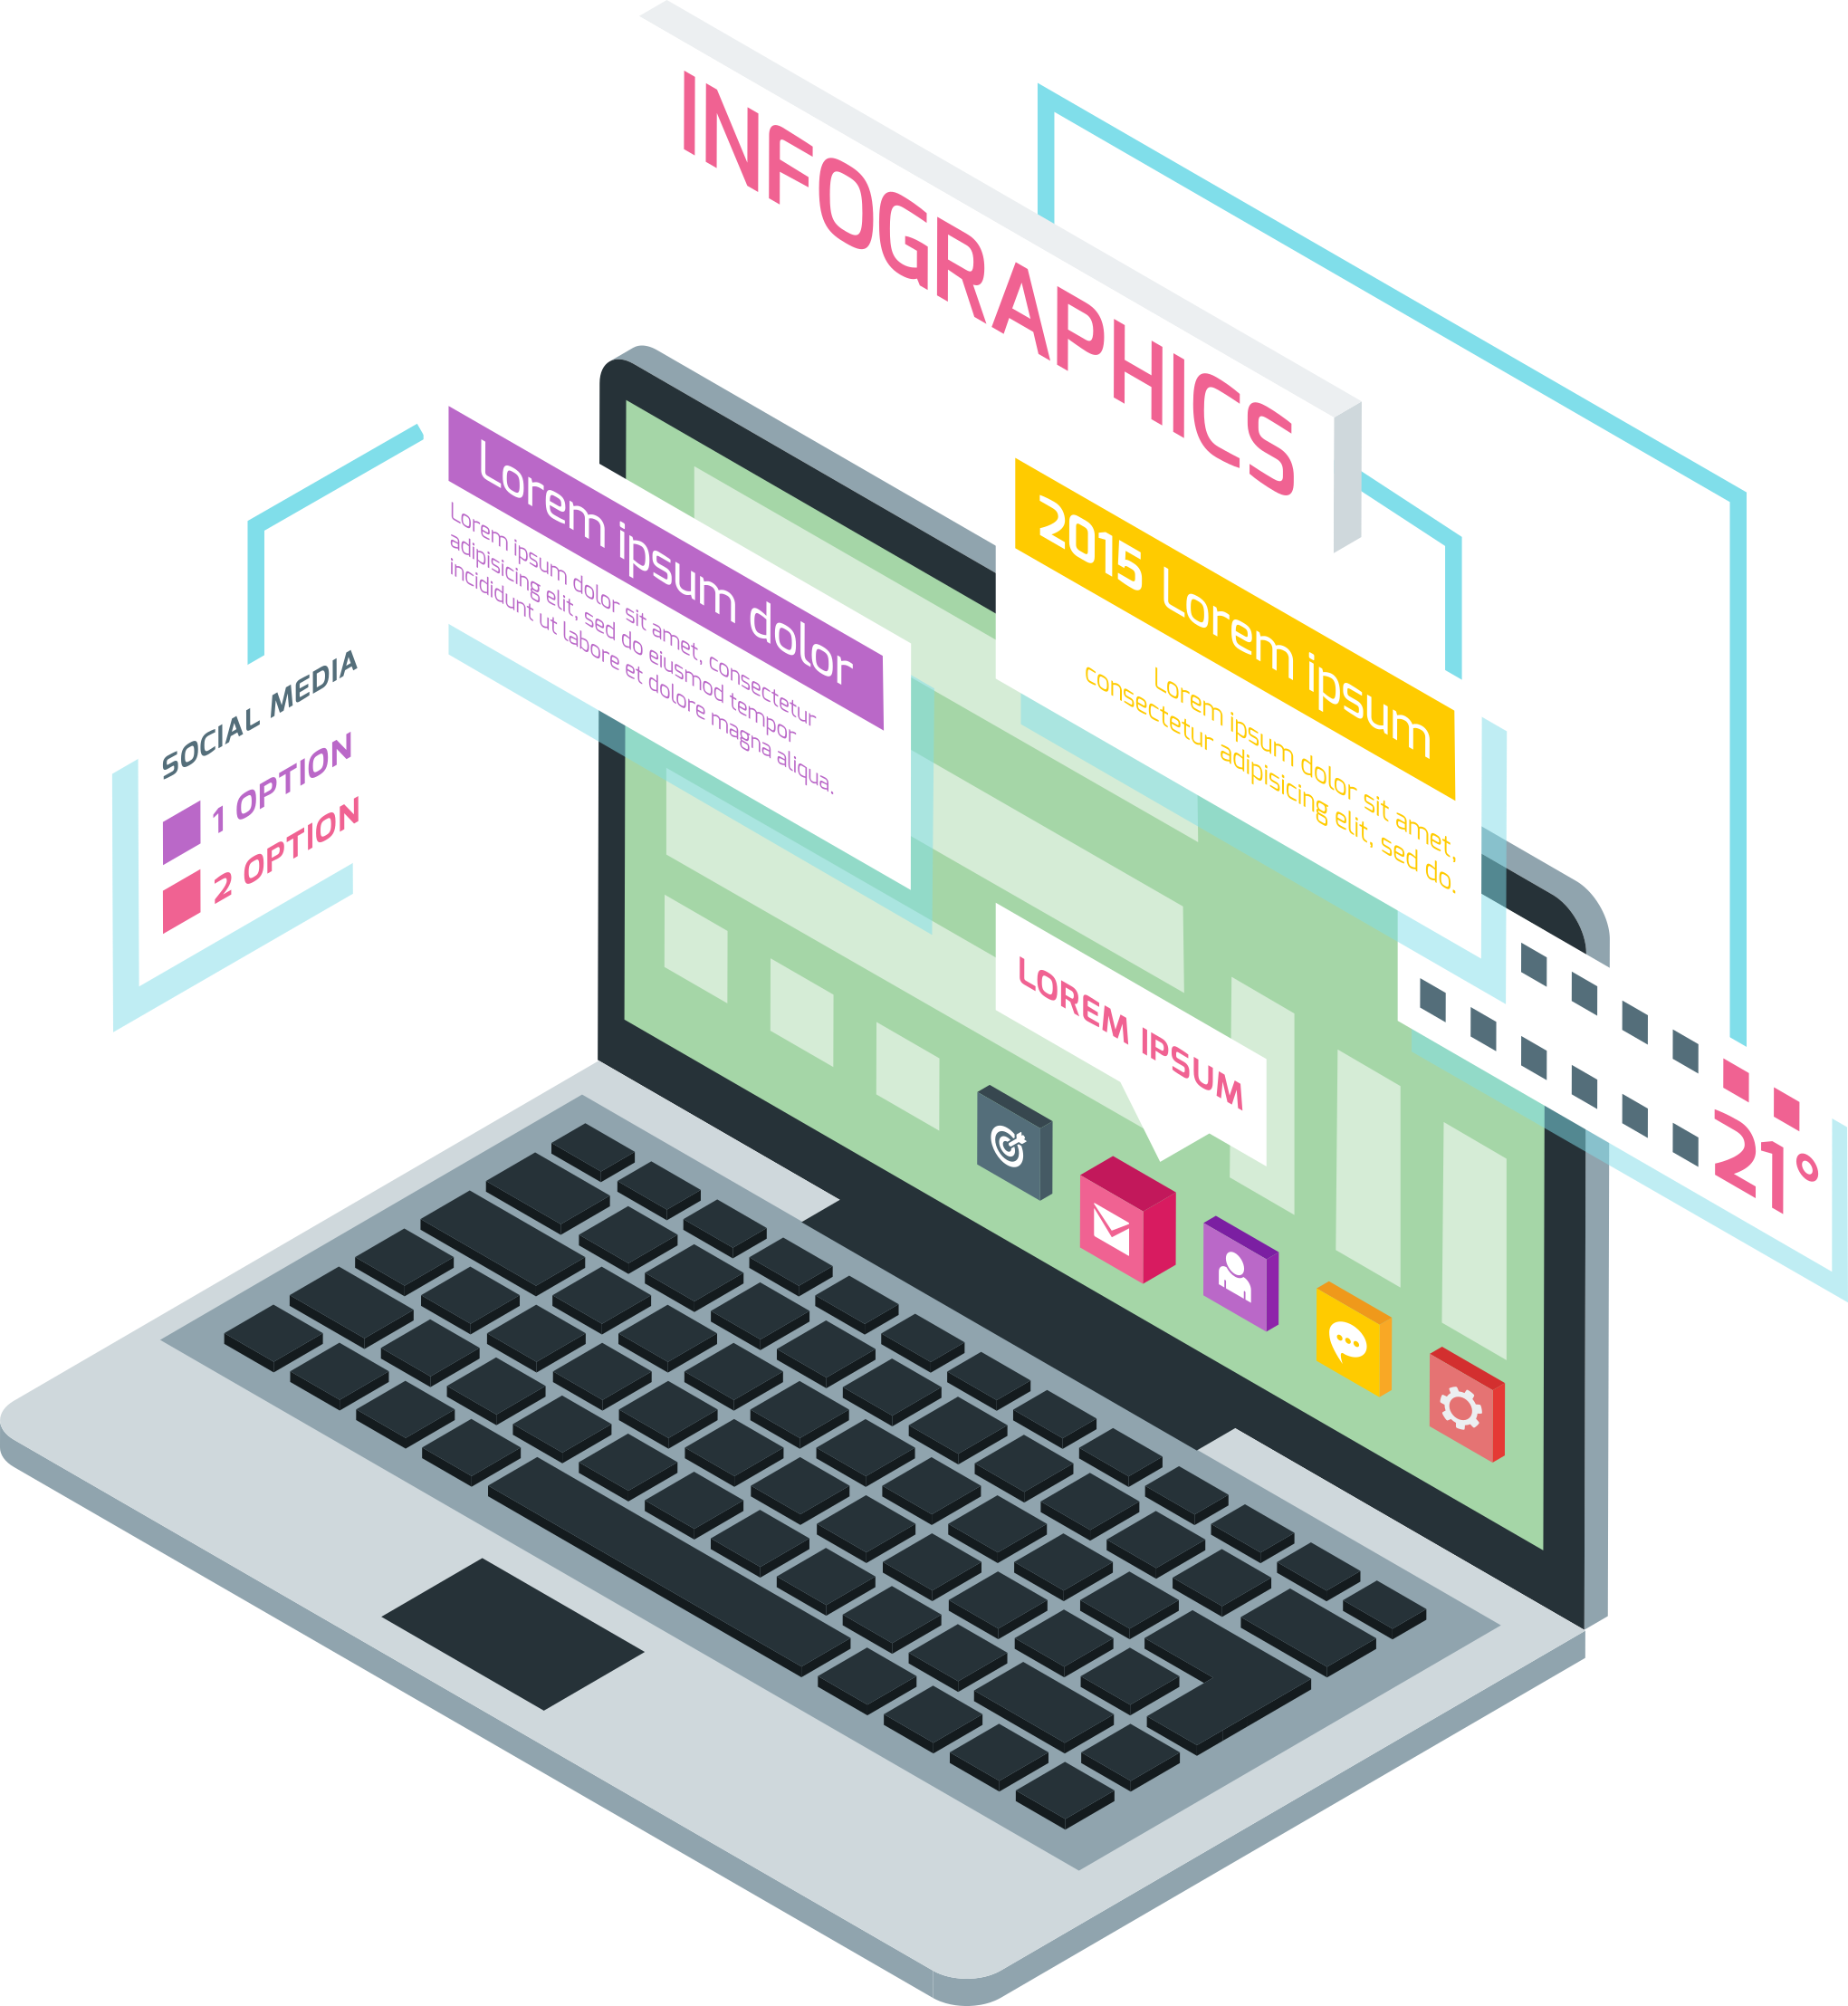 INFOGRAPHICS
Lorem ipsum dolor
Lorem ipsum dolor sit amet, consectetur
adipisicing elit, sed do eiusmod tempor
incididunt ut labore et dolore magna aliqua.
2015 Lorem ipsum
Lorem ipsum dolor sit amet,
consectetur adipisicing elit, sed do.
SOCIAL MEDIA
1 OPTION
2 OPTION
LOREM IPSUM
21°